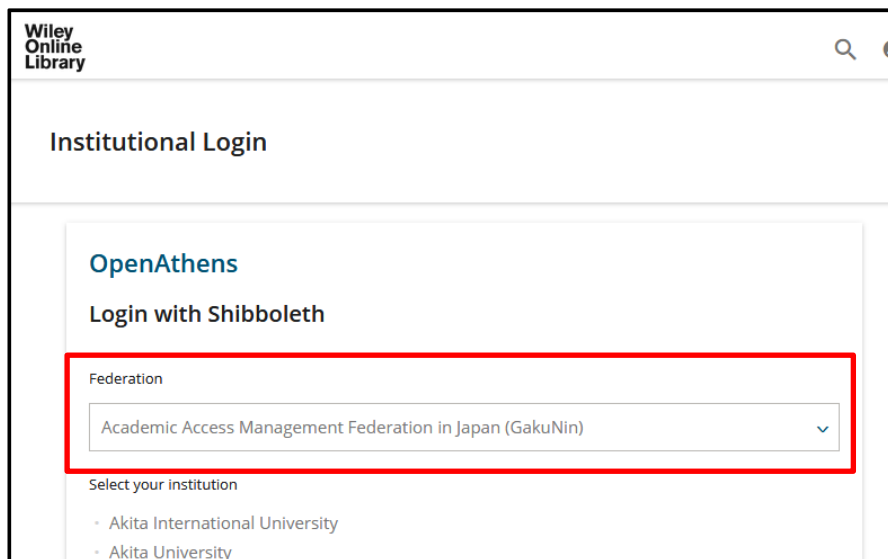 Wiley
Online
Library
Institutional Login
OpenAthens
Login with Shibboleth
Federation
Academic Access Management Federation in Japan (GakuNin)
Select your institution
Akita International University
Akita University